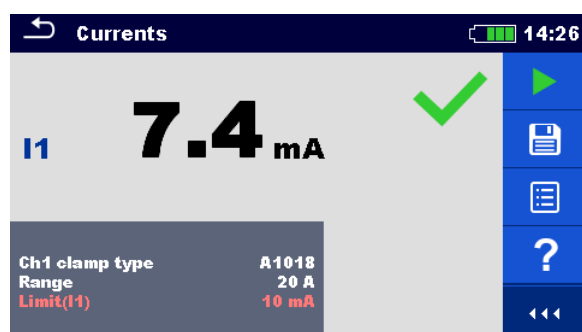 Currents 14:26
I1 7.4 mA
Ch1 clamp type A1018
Range 20 A
Limit(I1) 10 mA
?